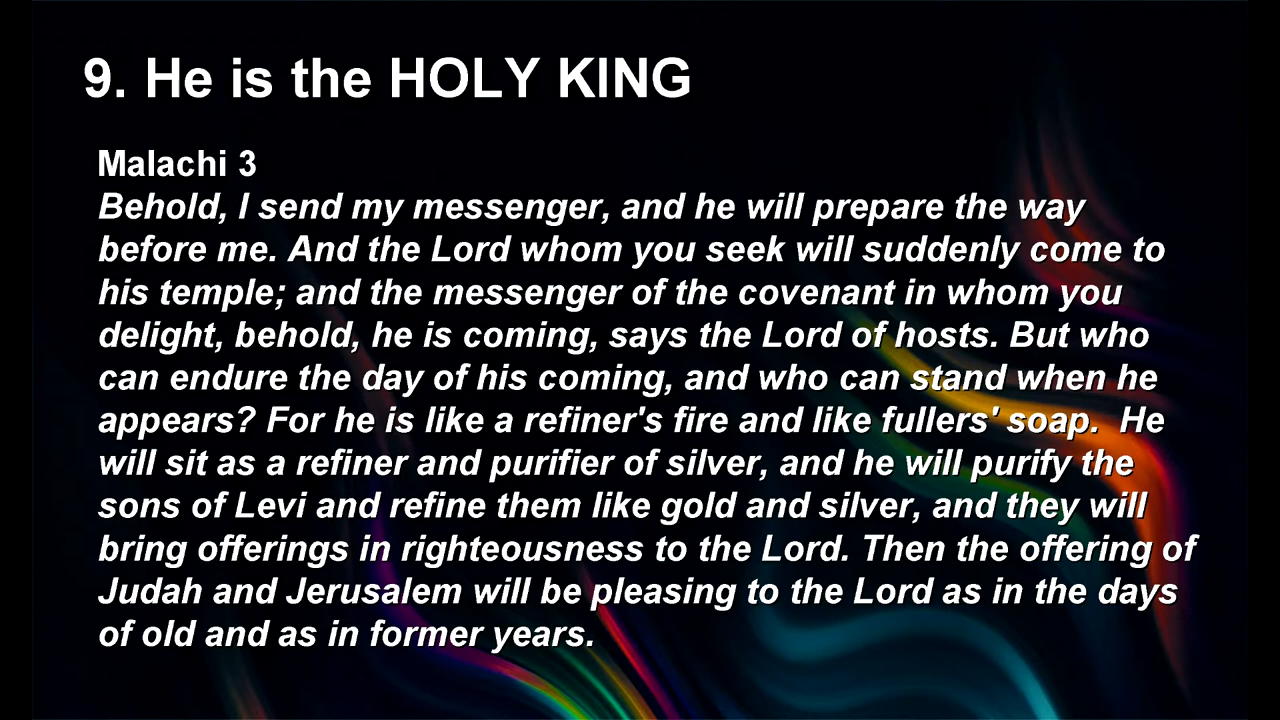 9. He is the HOLY KING
Malachi 3
Behold, I send my messenger, and he will prepare the way
before me. And the Lord whom you seek will suddenly come to
his temple; and the messenger of the covenant in whom you
delight, behold, he is coming, says the Lord of hosts. But who
can endure the day of his coming, and who can stand when he
appears? For he is like a refiner's fire and like fullers' soap.  He
will sit as a refiner and purifier of silver, and he will purify the
sons of Levi and refine them like gold and silver, and they will
bring offerings in righteousness to the Lord. Then the offering of
Judah and Jerusalem will be pleasing to the Lord as in the days
of old and as in former years.